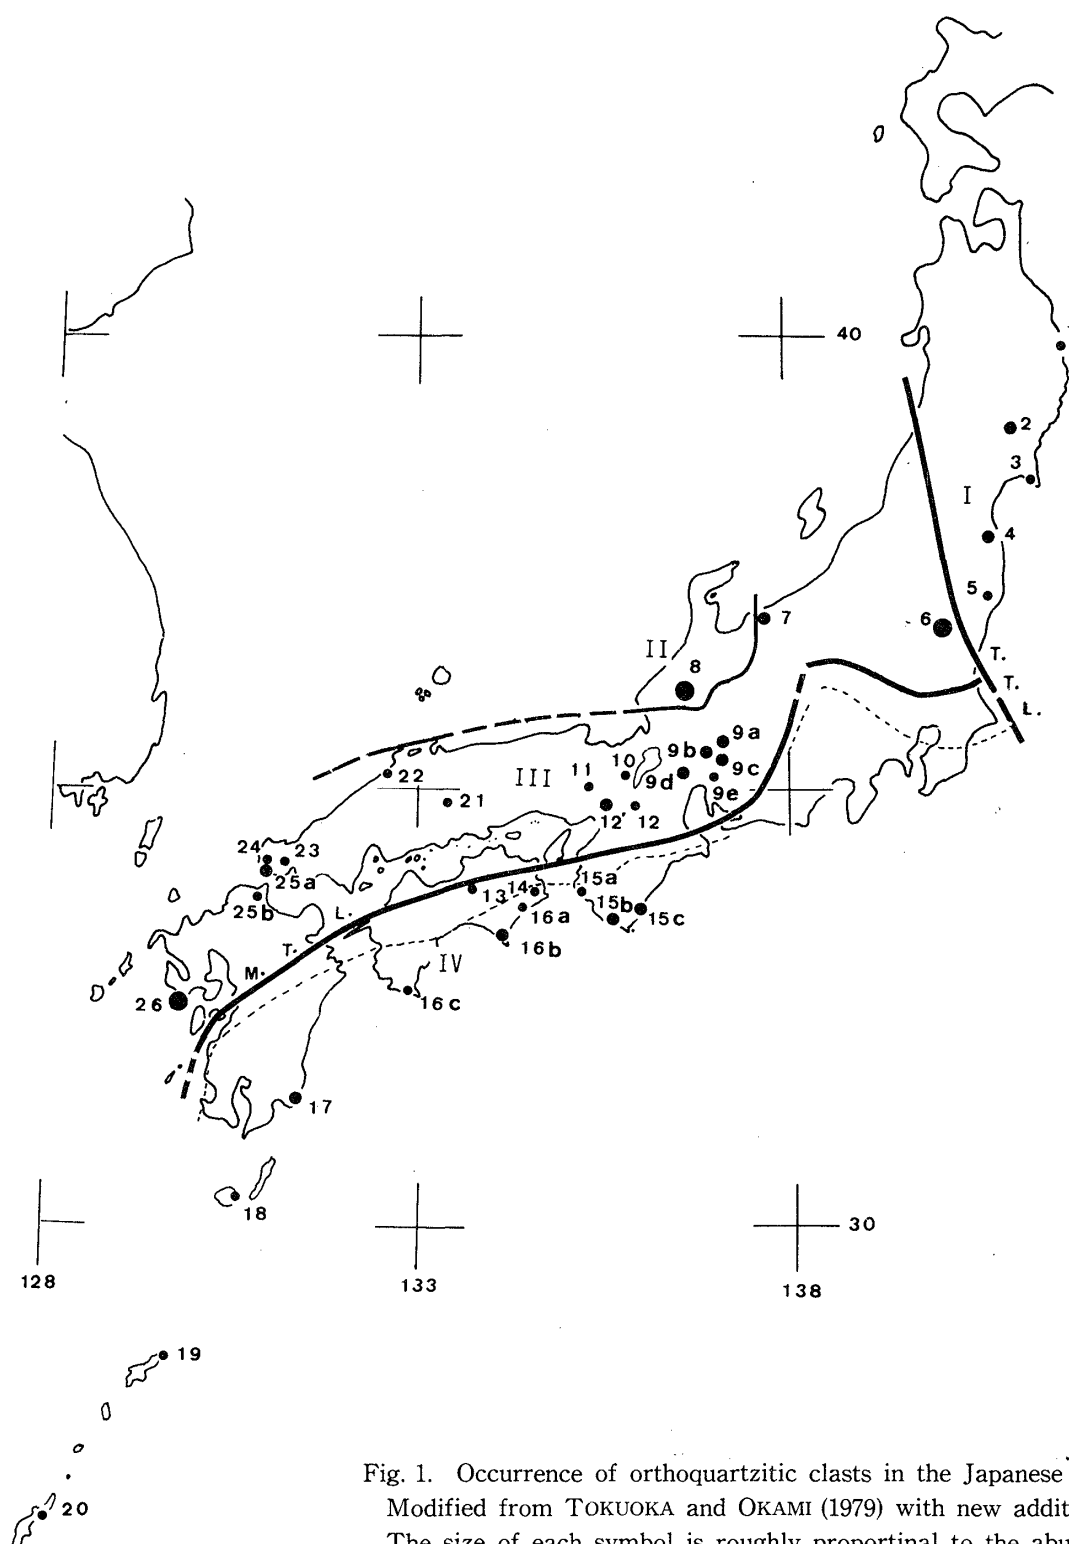 40
2
3
I
4
5
6
7
T.
II
8
T.
L.
9a
9b
10
9c
22
III
11
9d
9e
21
12'
12
24
23
25a
15a
13
14
25b
L.
15b
15c
16a
T.
16b
M.
IV
26
16c
17
18
30
128
133
138
19
20
Fig. 1. Occurrence of orthoquartzitic clasts in the Japanese
Modified from TOKUOKA and OKAMI (1979) with new addit
The size of each symbol is roughly proportinal to the abu